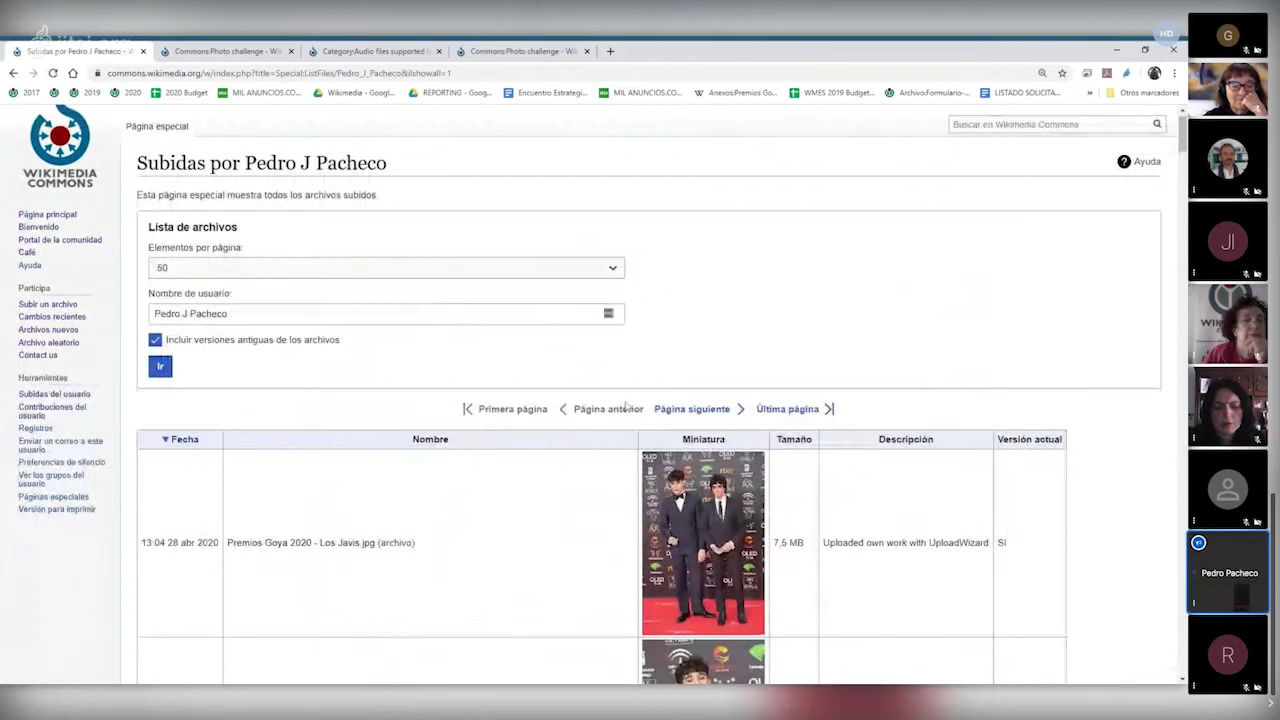 Subidas por Pedro J Pacheco - W
Commons:Photo challenge - Wi
Category:Audio files supported b
Commons:Photo challenge - Wi
HD
commons.wikimedia.org/w/index.php?title=Special:ListFiles/Pedro_J_Pacheco&ilshowall=1
2017
2019
2020
2020 Budget
MIL ANUNCIOS.CO...
Wikimedia - Googl...
REPORTING - Goog...
Encuentro Estrategi...
MIL ANUNCIOS.CO...
Anexos:Premios Go...
WMES 2019 Budget...
Archivo:Formulario-...
LISTADO SOLICITA...
»
Otros marcadores
WIKIMEDIA
COMMONS
Página principal
Bienvenido
Portal de la comunidad
Café
Ayuda
Participa
Subir un archivo
Cambios recientes
Archivos nuevos
Archivo aleatorio
Contact us
Herramientas
Subidas del usuario
Contribuciones del
usuario
Registros
Enviar un correo a este
usuario
Preferencias de silencio
Ver los grupos del
usuario
Páginas especiales
Versión para imprimir
Página especial
Buscar en Wikimedia Commons
Subidas por Pedro J Pacheco
Ayuda
Esta página especial muestra todos los archivos subidos
Lista de archivos
Elementos por página:
50
Nombre de usuario:
Pedro J Pacheco
Incluir versiones antiguas de los archivos
Ir
Primera página
Página anterior
Página siguiente
Última página
Fecha
Nombre
Miniatura
Tamaño
Descripción
Versión actual
13:04 28 abr 2020
Premios Goya 2020 - Los Javis.jpg (archivo)
7,5 MB
Uploaded own work with UploadWizard
Sí
G
JI
WIK
Pedro Pacheco
R